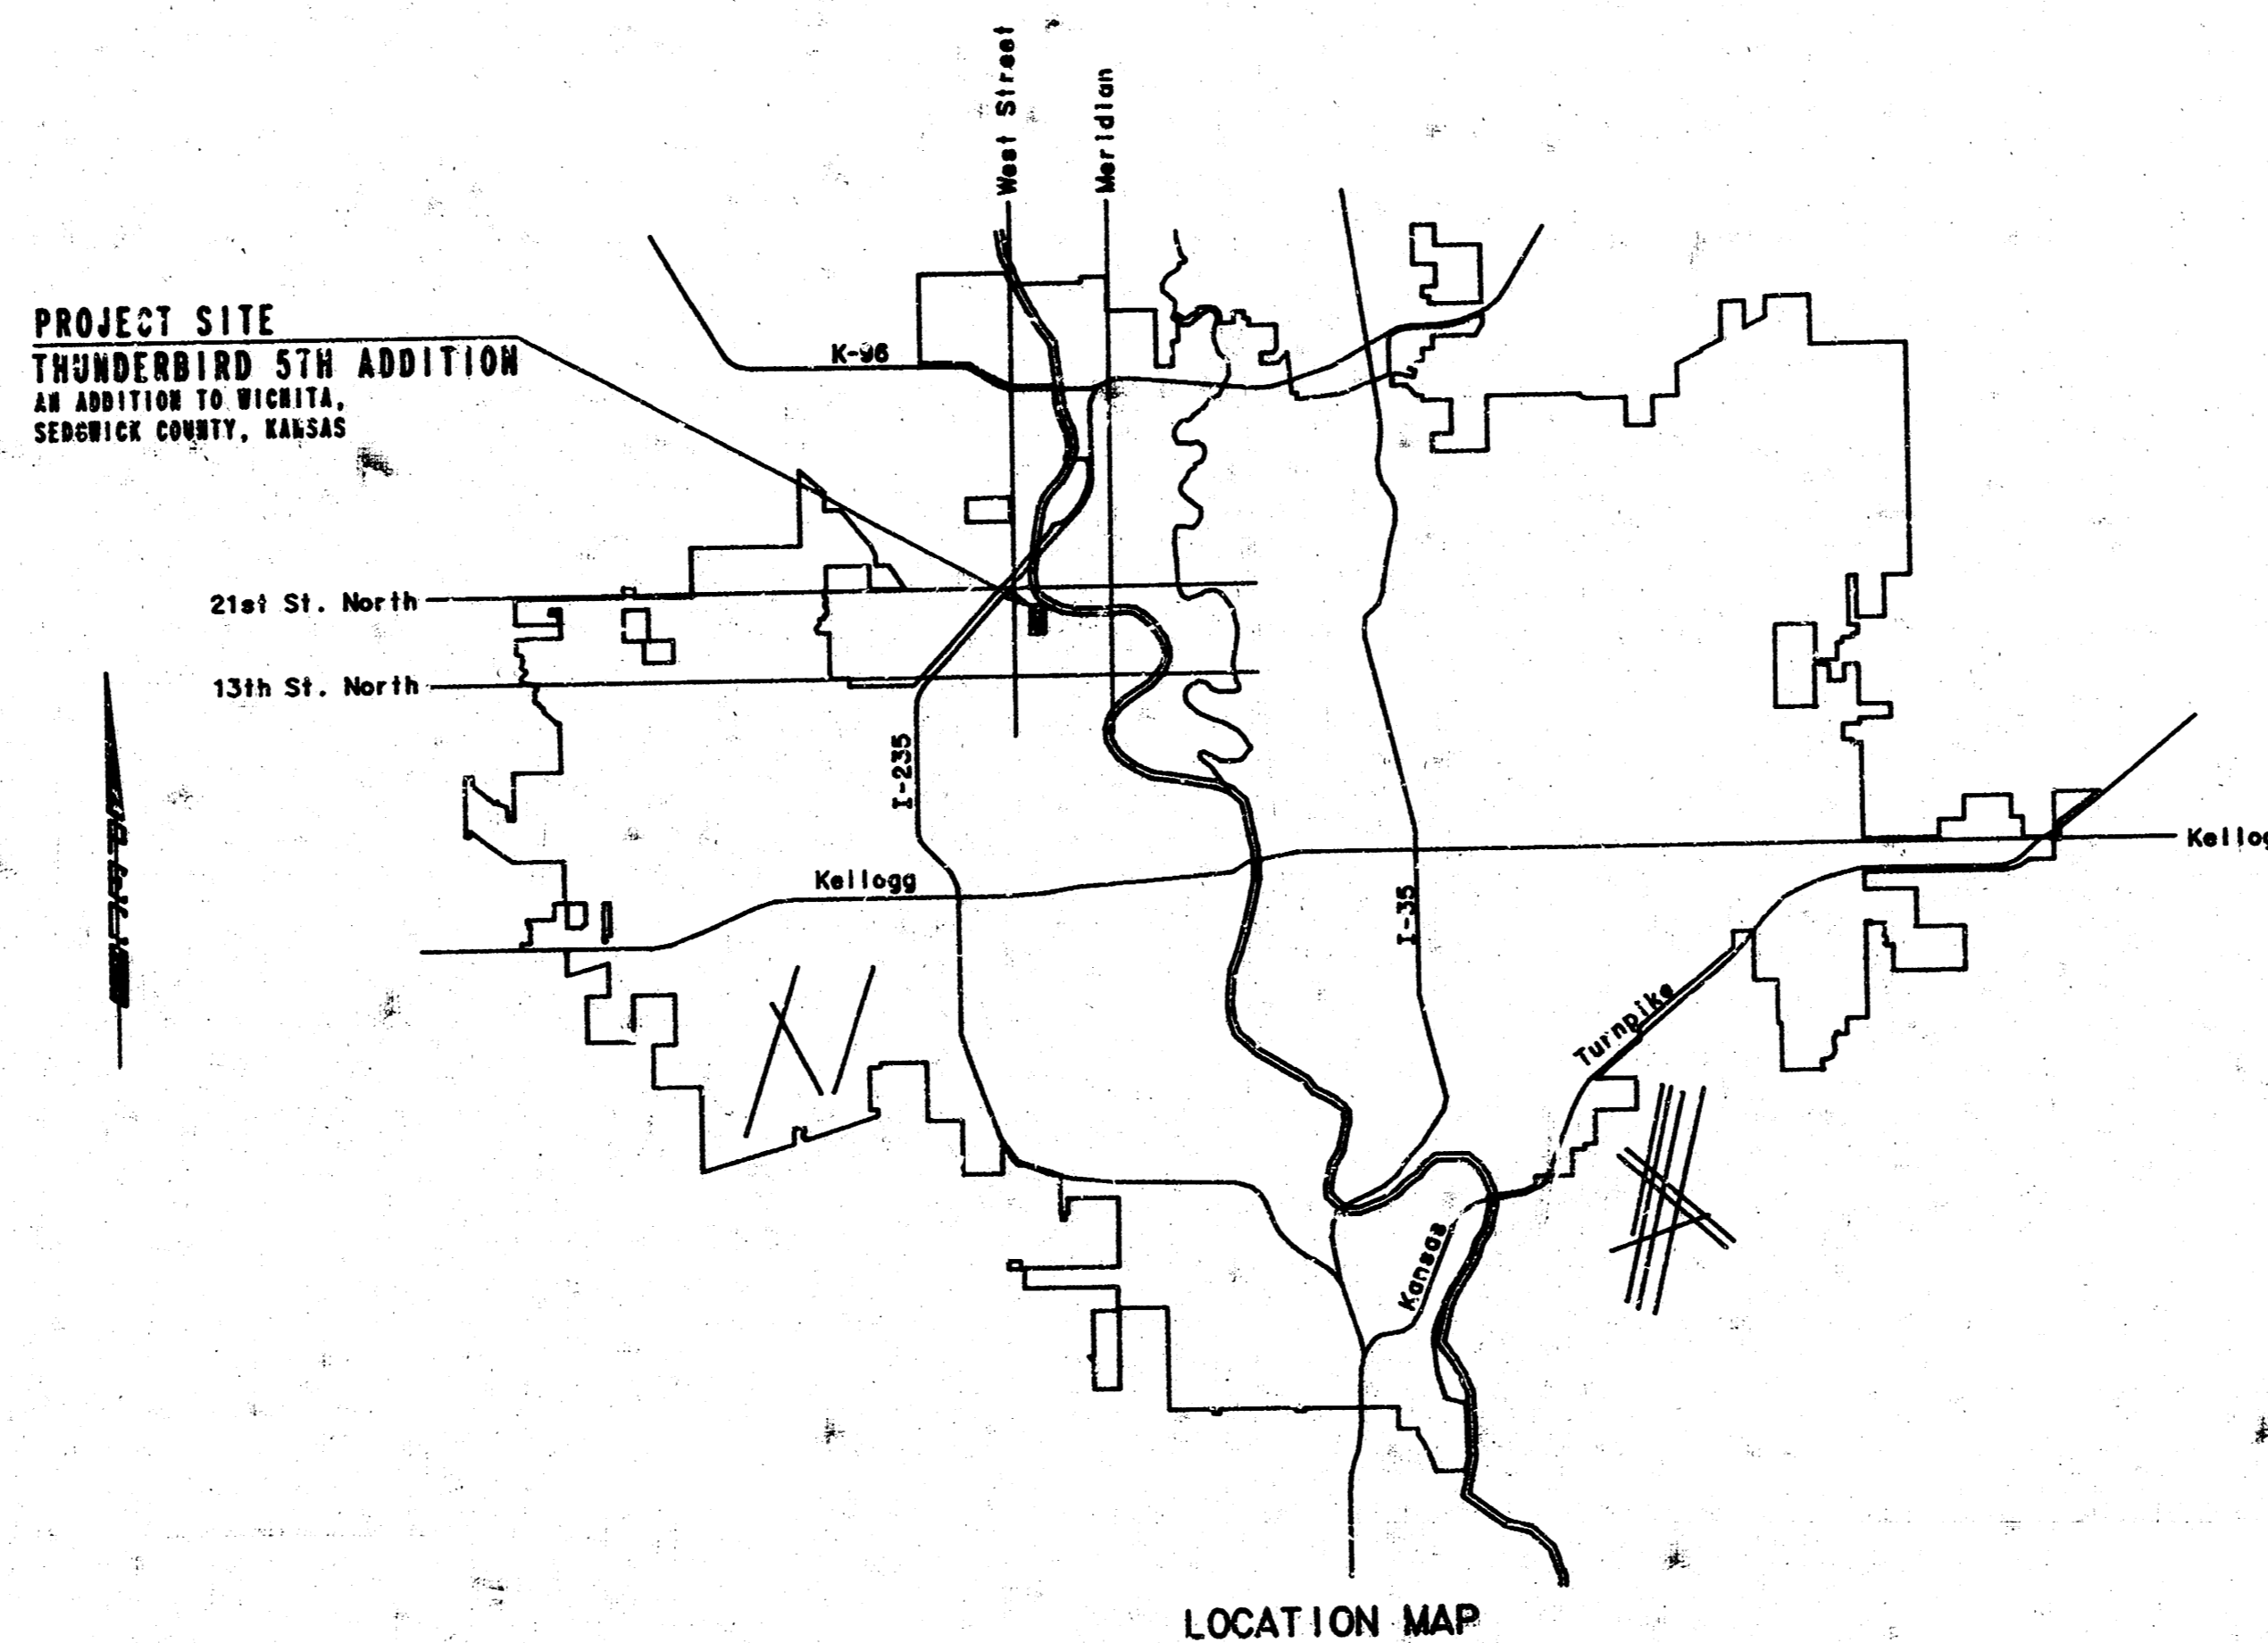 West Street
Meridian
PROJECT SITE
THUNDERBIRD 5TH ADDITION
AN ADDITION TO WICHITA,
SEDGWICK COUNTY, KANSAS
K-96
21st St. North
13th St. North
I-235
Kellogg
Kellog
I-35
Turnpike
Kansas
LOCATION MAP